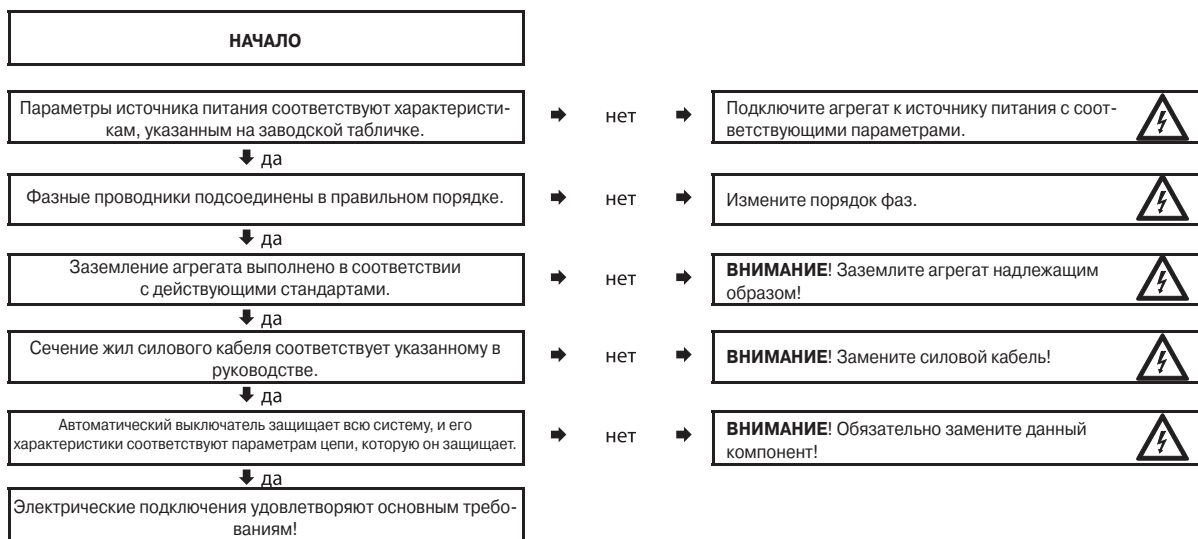 НАЧАЛО
Параметры источника питания соответствуют характеристи-
кам, указанным на заводской табличке.
нет
Подключите агрегат к источнику питания с соот-
ветствующими параметрами.
да
Фазные проводники подсоединены в правильном порядке.
нет
Измените порядок фаз.
да
Заземление агрегата выполнено в соответствии
с действующими стандартами.
нет
ВНИМАНИЕ! Заземлите агрегат надлежащим
образом!
да
Сечение жил силового кабеля соответствует указанному в
руководстве.
нет
ВНИМАНИЕ! Замените силовой кабель!
да
Автоматический выключатель защищает всю систему, и его
характеристики соответствуют параметрам цепи, которую он защищает.
нет
ВНИМАНИЕ! Обязательно замените данный
компонент!
да
Электрические подключения удовлетворяют основным требо-
ваниям!